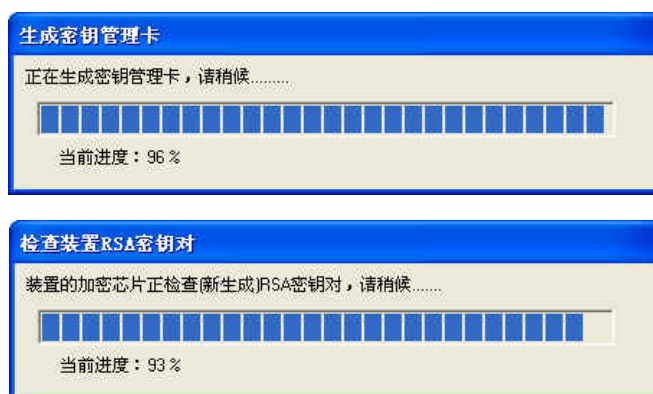 生成密钥管理卡
正在生成密钥管理卡，请稍候.........
当前进度：96%
检查装置RSA密钥对
装置的加密芯片正检查(新生成)RSA密钥对，请稍候.......
当前进度：93%